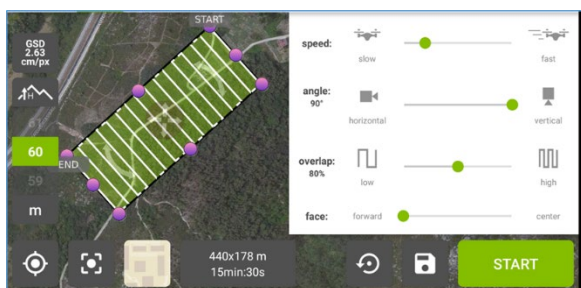 START
GSD
2.63
cm/px
H
61
60
59
m
END
speed:
slow
fast
angle:
90°
horizontal
vertical
overlap:
80%
low
high
face:
forward
center
440x178 m
15min:30s
START